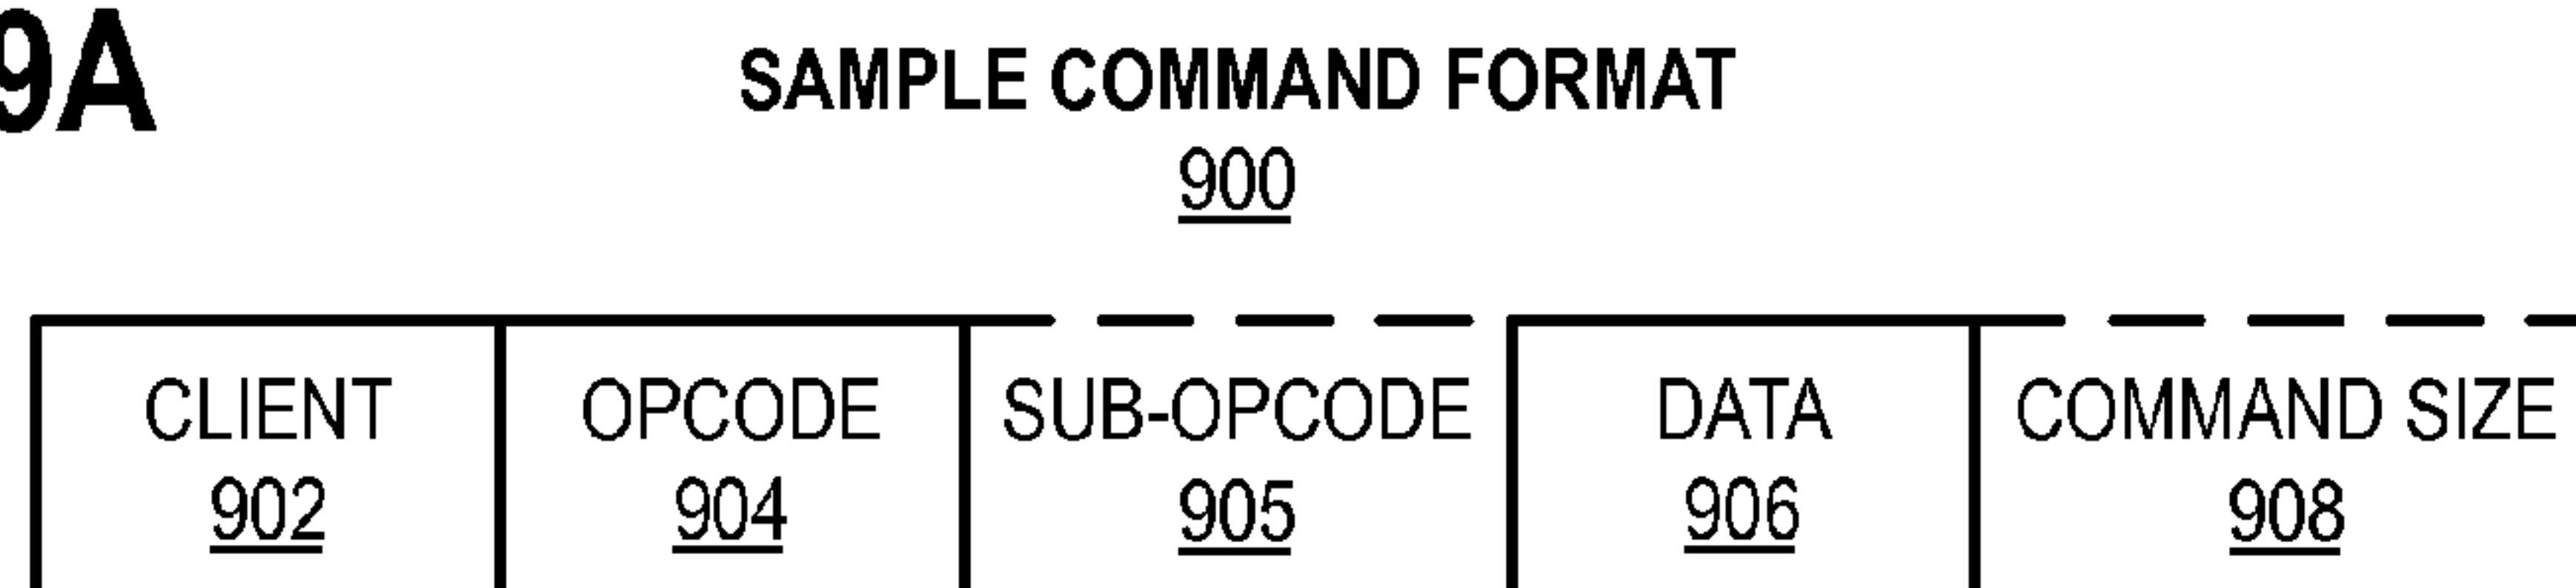 9A
SAMPLE COMMAND FORMAT
900
CLIENT OPCODE SUB-OPCODE DATA COMMAND SIZE
902 904 905 906 908